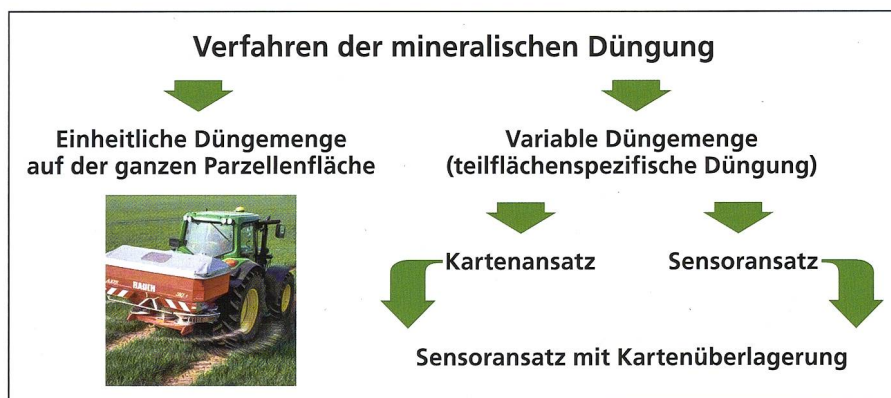 Verfahren der mineralischen Düngung
Einheitliche Düngemenge
auf der ganzen Parzellenfläche
Variable Düngemenge
(teilflächenspezifische Düngung)
Kartenansatz
Sensoransatz
Sensoransatz mit Kartenüberlagerung
RAUCH